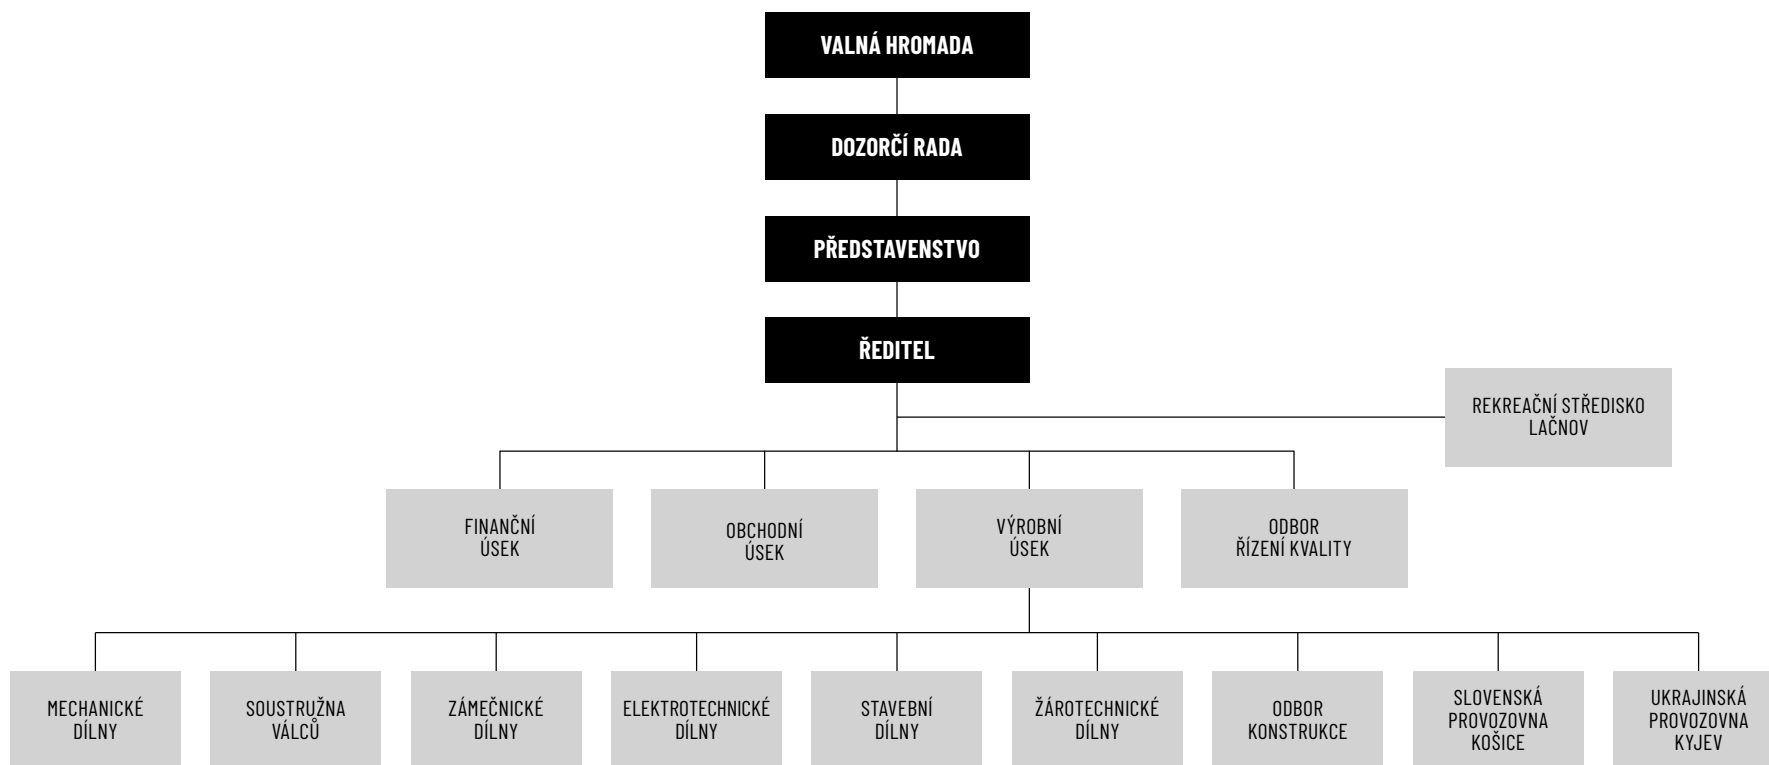 VALNÁ HROMADA
DOZORČÍ RADA
PŘEDSTAVENSTVO
ŘEDITEL
REKREAČNÍ STŘEDISKO
LAČNOV
FINANČNÍ
ÚSEK
OBCHODNÍ
ÚSEK
VÝROBNÍ
ÚSEK
ODBOR
ŘÍZENÍ KVALITY
MECHANICKÉ
DÍLNY
SOUSTRUŽNA
VÁLCŮ
ZÁMEČNICKÉ
DÍLNY
ELEKTROTECHNICKÉ
DÍLNY
STAVEBNÍ
DÍLNY
ŽÁROTECHNICKÉ
DÍLNY
ODBOR
KONSTRUKCE
SLOVENSKÁ
PROVOZOVNA
KOŠICE
UKRAJINSKÁ
PROVOZOVNA
KYJEV